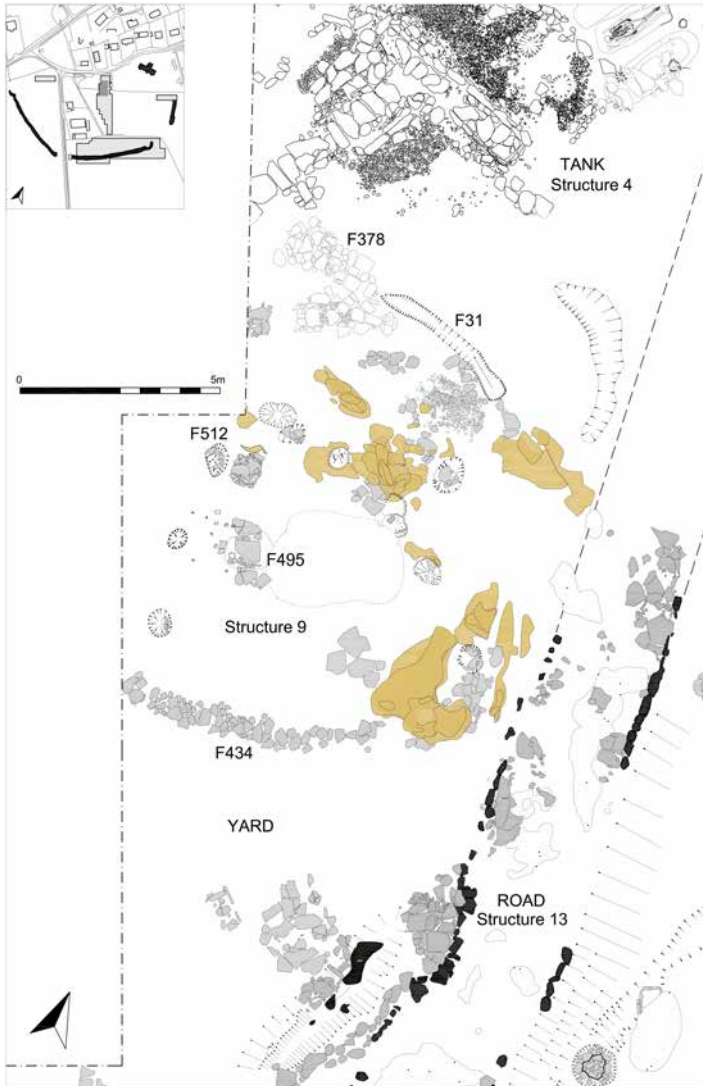 TANK
Structure 4
F378
F31
0
5m
F512
F495
Structure 9
F434
YARD
ROAD
Structure 13